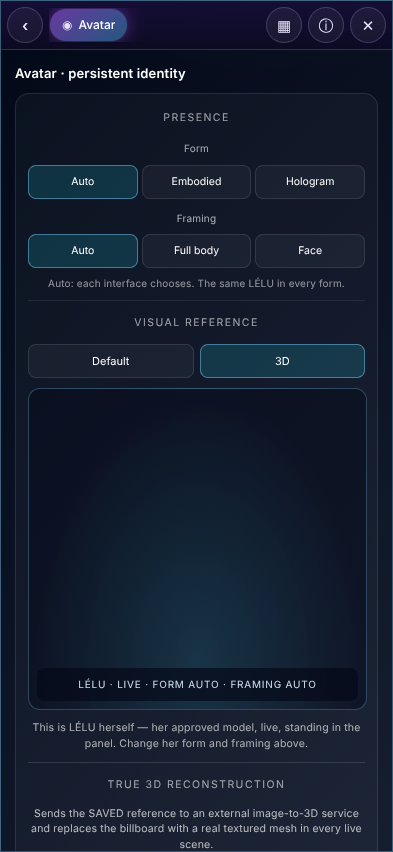 Avatar
Avatar · persistent identity
PRESENCE
Form
Auto
Embodied
Hologram
Framing
Auto
Full body
Face
Auto: each interface chooses. The same LÉLU in every form.
VISUAL REFERENCE
Default
3D
LÉLU · LIVE · FORM AUTO · FRAMING AUTO
This is LÉLU herself — her approved model, live, standing in the
panel. Change her form and framing above.
TRUE 3D RECONSTRUCTION
Sends the SAVED reference to an external image-to-3D service
and replaces the billboard with a real textured mesh in every live
scene.